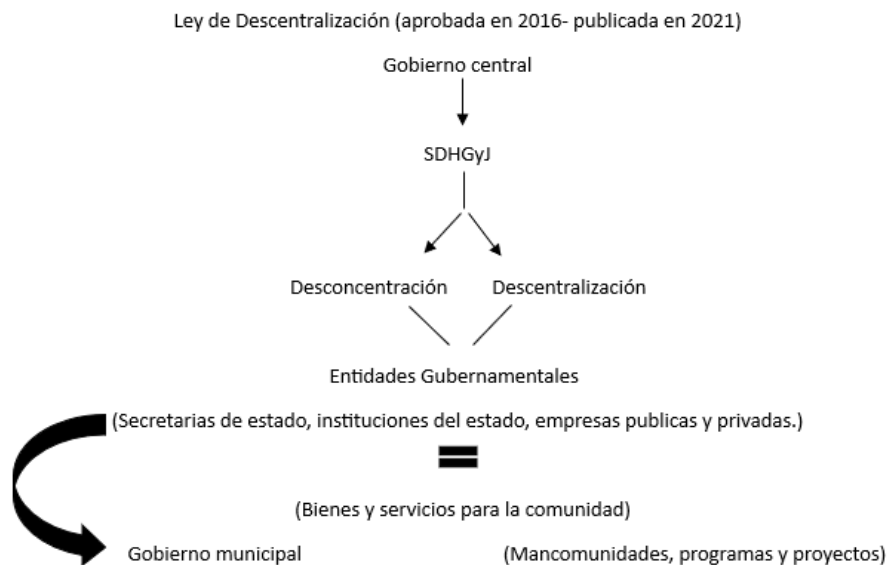 Ley de Descentralización (aprobada en 2016- publicada en 2021)
Gobierno central
SDHGyJ
Desconcentración
Descentralización
Entidades Gubernamentales
(Secretarias de estado, instituciones del estado, empresas publicas y privadas.)
(Bienes y servicios para la comunidad)
Gobierno municipal
(Mancomunidades, programas y proyectos)